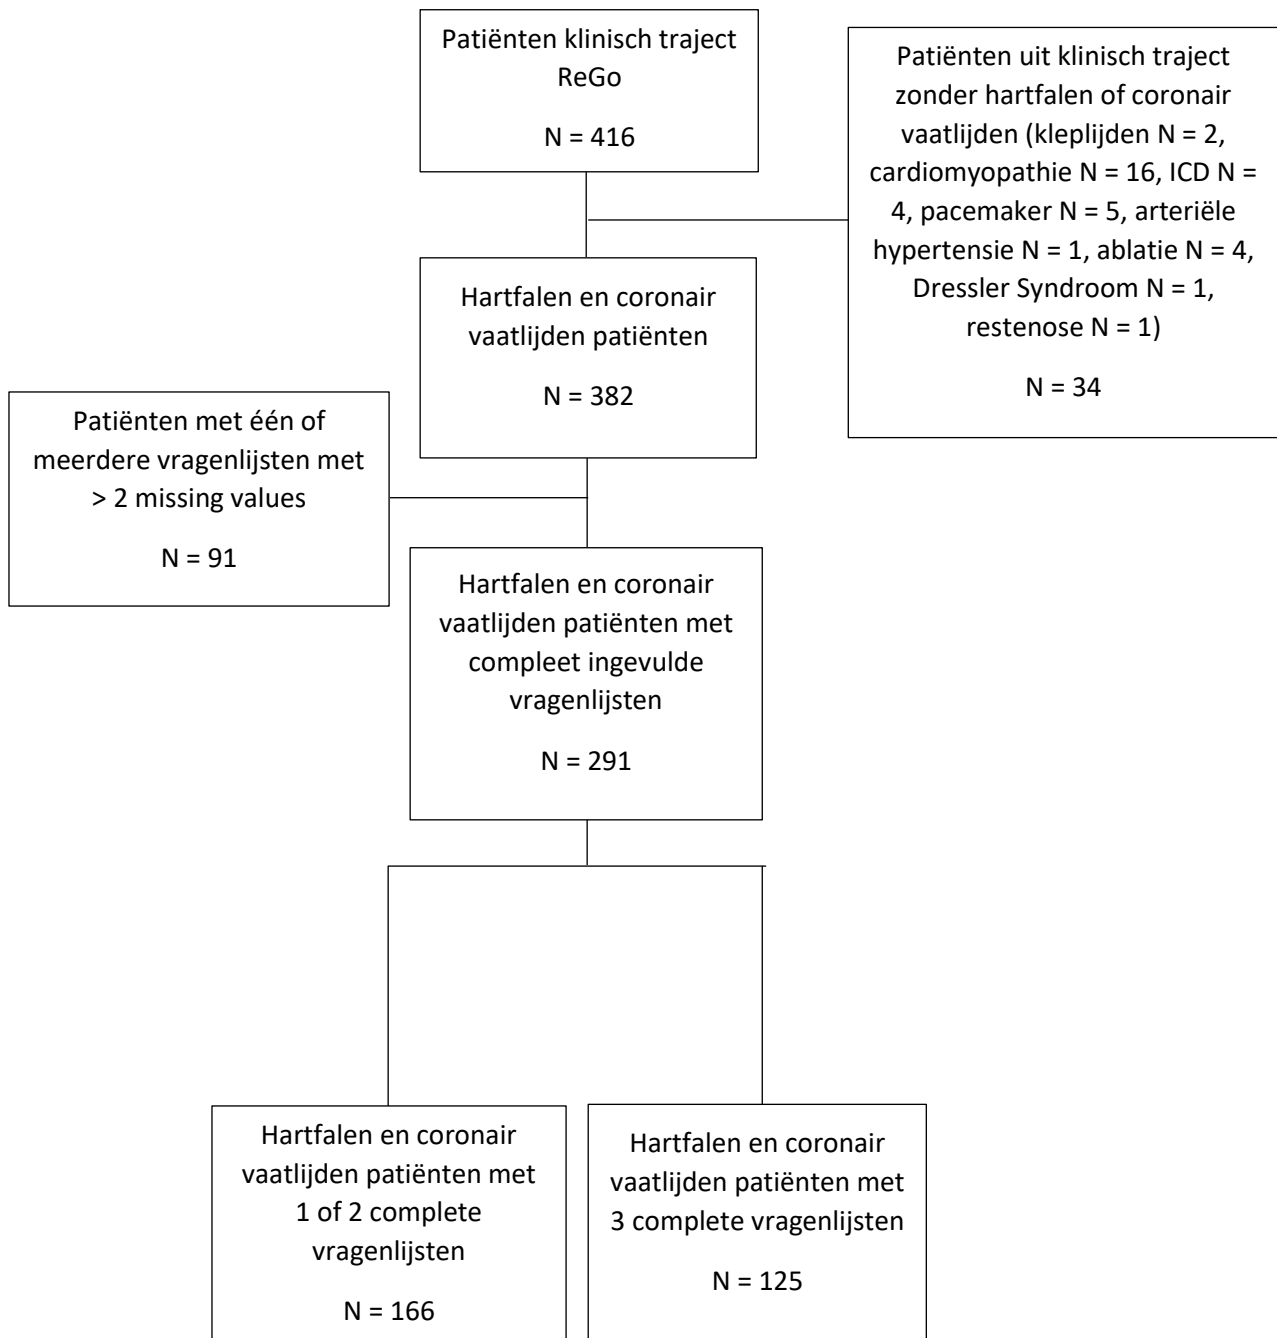 Patiënten klinisch traject
ReGo
N = 416
Patiënten uit klinisch traject
zonder hartfalen of coronair
vaatlijden (kleplijden N = 2,
cardiomyopathie N = 16, ICD N =
4, pacemaker N = 5, arteriële
hypertensie N = 1, ablatie N = 4,
Dressler Syndroom N = 1,
restenose N = 1)
N = 34
Hartfalen en coronair
vaatlijden patiënten
N = 382
Patiënten met één of
meerdere vragenlijsten met
> 2 missing values
N = 91
Hartfalen en coronair
vaatlijden patiënten met
compleet ingevulde
vragenlijsten
N = 291
Hartfalen en coronair
vaatlijden patiënten met
1 of 2 complete
vragenlijsten
N = 166
Hartfalen en coronair
vaatlijden patiënten met
3 complete vragenlijsten
N = 125